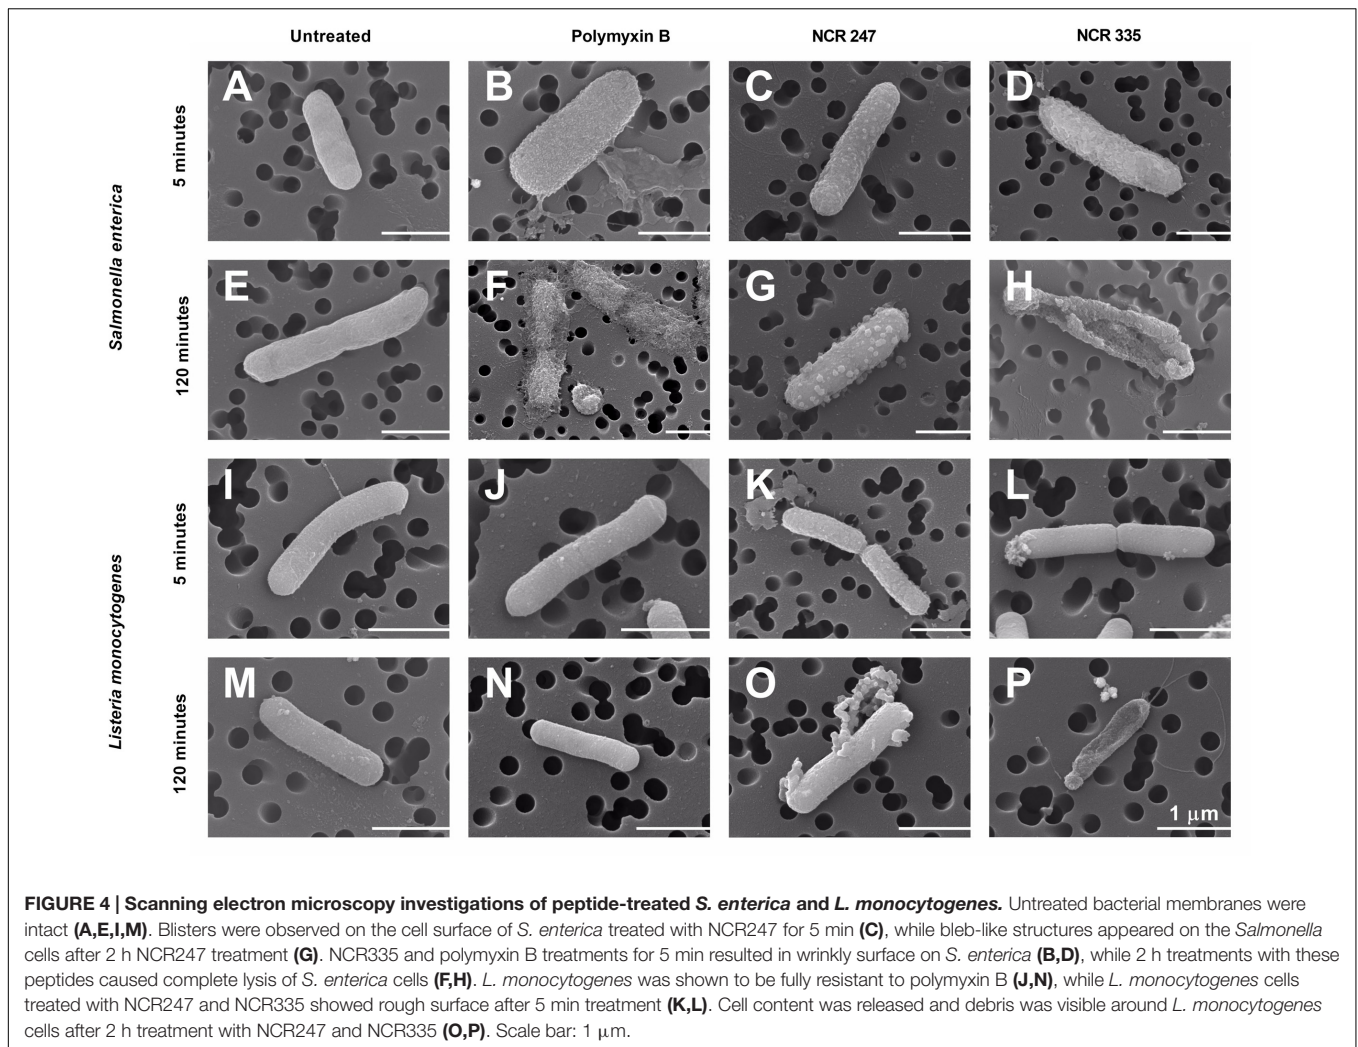 Untreated Polymyxin B NCR 247 NCR 335
Salmonella enterica
5 minutes
A B C D
120 minutes
E F G H
Listeria monocytogenes
5 minutes
I J K L
120 minutes
M N O P
1 μm
FIGURE 4 | Scanning electron microscopy investigations of peptide-treated S. enterica and L. monocytogenes. Untreated bacterial membranes were
intact (A,E,I,M). Blisters were observed on the cell surface of S. enterica treated with NCR247 for 5 min (C), while bleb-like structures appeared on the Salmonella
cells after 2 h NCR247 treatment (G). NCR335 and polymyxin B treatments for 5 min resulted in wrinkly surface on S. enterica (B,D), while 2 h treatments with these
peptides caused complete lysis of S. enterica cells (F,H). L. monocytogenes was shown to be fully resistant to polymyxin B (J,N), while L. monocytogenes cells
treated with NCR247 and NCR335 showed rough surface after 5 min treatment (K,L). Cell content was released and debris was visible around L. monocytogenes
cells after 2 h treatment with NCR247 and NCR335 (O,P). Scale bar: 1 μm.